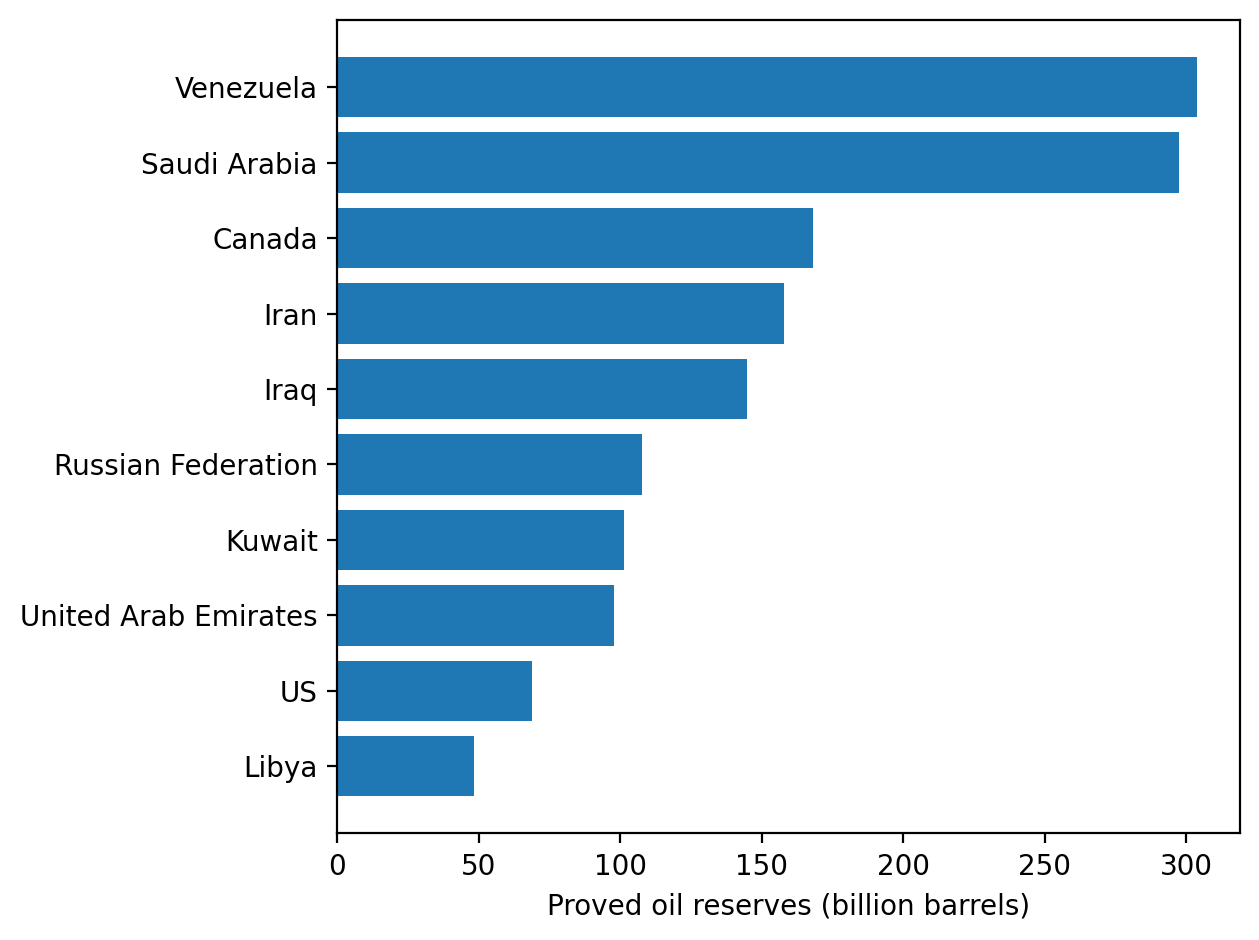 Venezuela
Saudi Arabia
Canada
Iran
Iraq
Russian Federation
Kuwait
United Arab Emirates
US
Libya
0 50 100 150 200 250 300
Proved oil reserves (billion barrels)